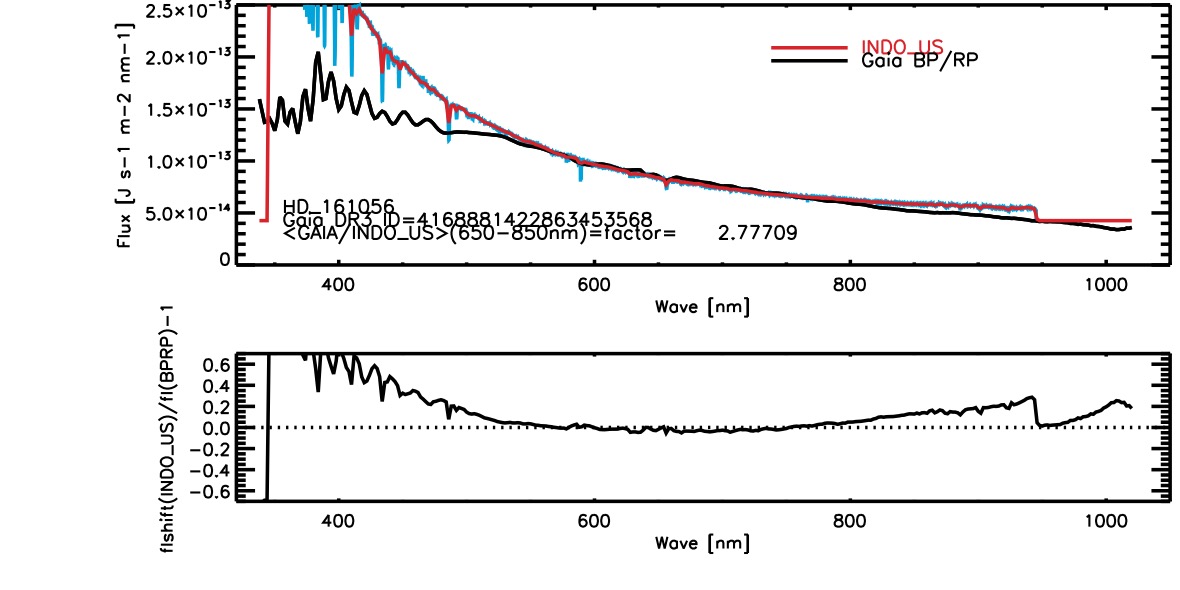 2.5×10−13
2.0×10−13
1.5×10−13
1.0×10−13
5.0×10−14
0
Flux [J s−1 m−2 nm−1]
INDO_US
Gaia BP/RP
HD_161056
Gaia DR3_ID=4168881422863453568
<GAIA/INDO_US>(650−850nm)=factor= 2.77709
400 600 800 1000
Wave [nm]
0.6
0.4
0.2
0.0
−0.2
−0.4
−0.6
flshift(INDO_US)/fl(BPRP)−1
400 600 800 1000
Wave [nm]